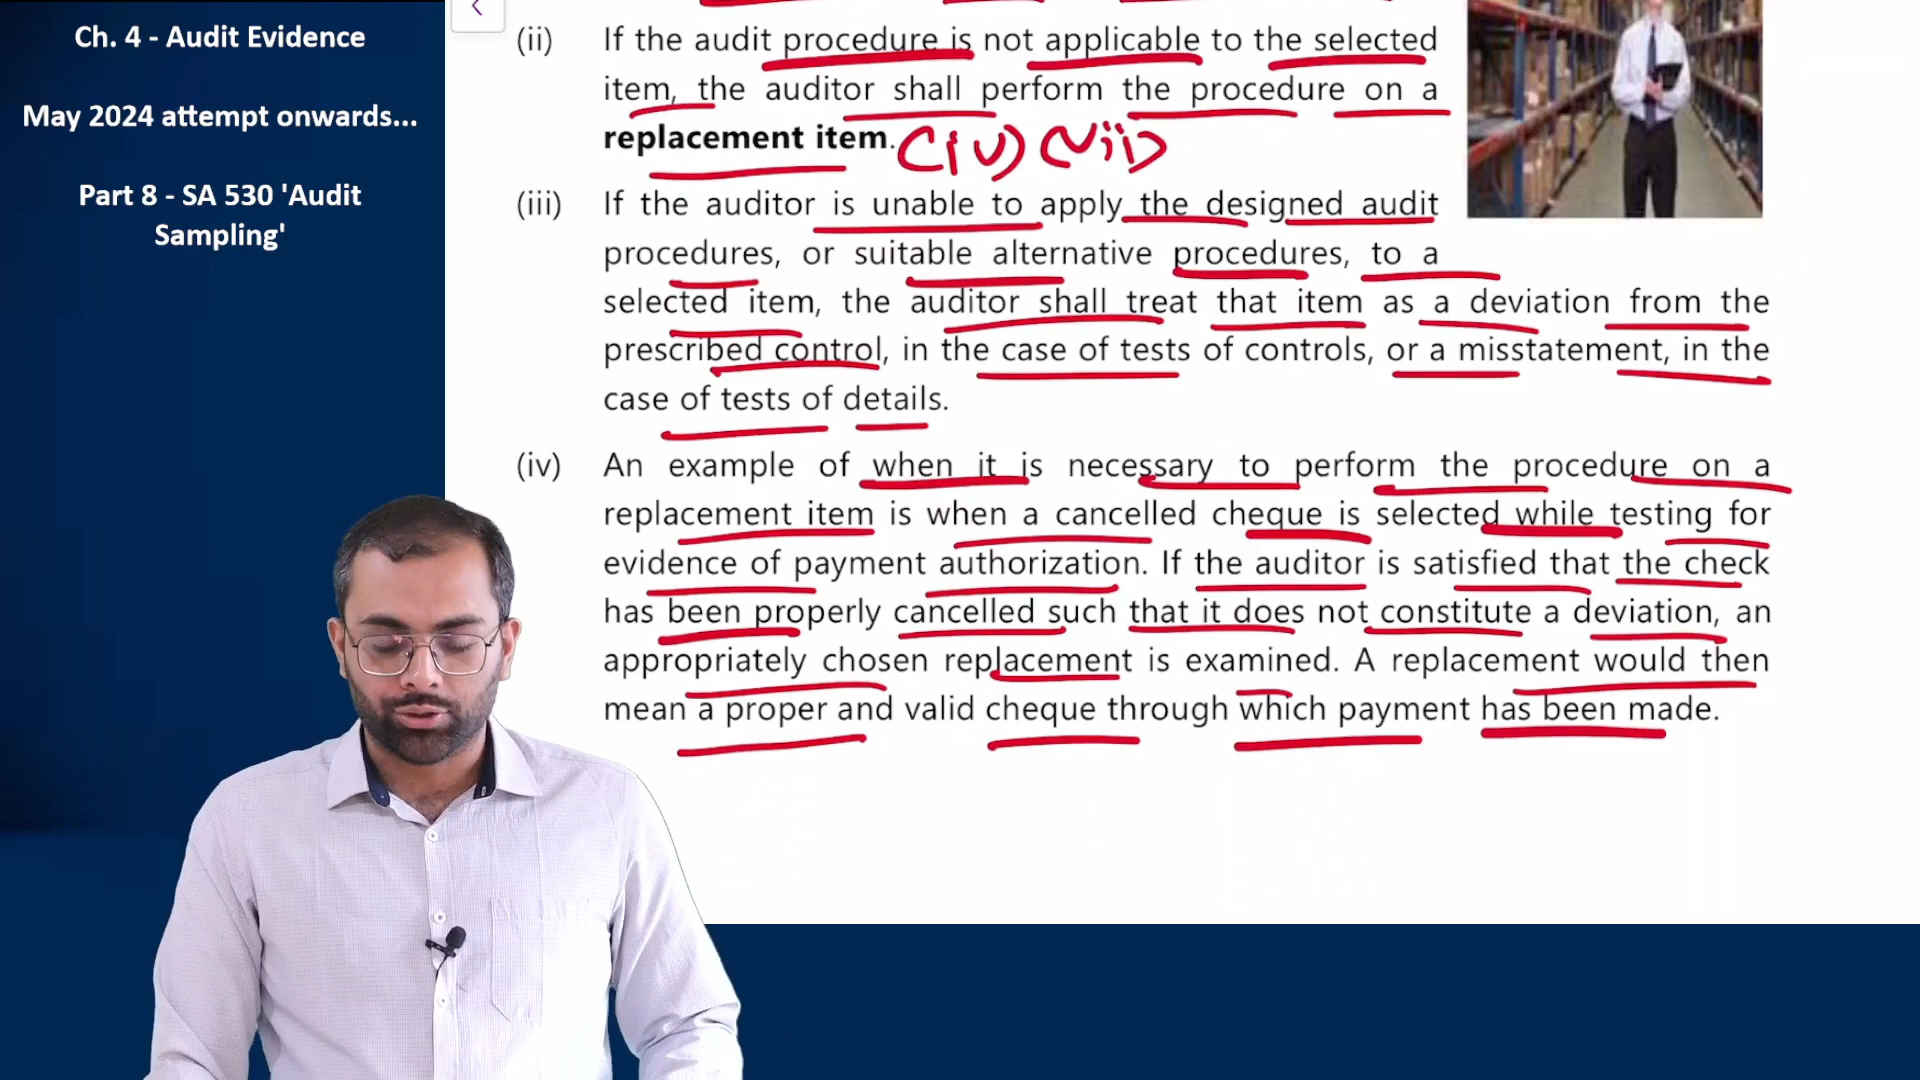 Ch. 4 - Audit Evidence
May 2024 attempt onwards...
Part 8 - SA 530 'Audit
Sampling'
(ii) If the audit procedure is not applicable to the selected
item, the auditor shall perform the procedure on a
replacement item. (iv) (vii)
(iii) If the auditor is unable to apply the designed audit
procedures, or suitable alternative procedures, to a
selected item, the auditor shall treat that item as a deviation from the
prescribed control, in the case of tests of controls, or a misstatement, in the
case of tests of details.
(iv) An example of when it is necessary to perform the procedure on a
replacement item is when a cancelled cheque is selected while testing for
evidence of payment authorization. If the auditor is satisfied that the check
has been properly cancelled such that it does not constitute a deviation, an
appropriately chosen replacement is examined. A replacement would then
mean a proper and valid cheque through which payment has been made.